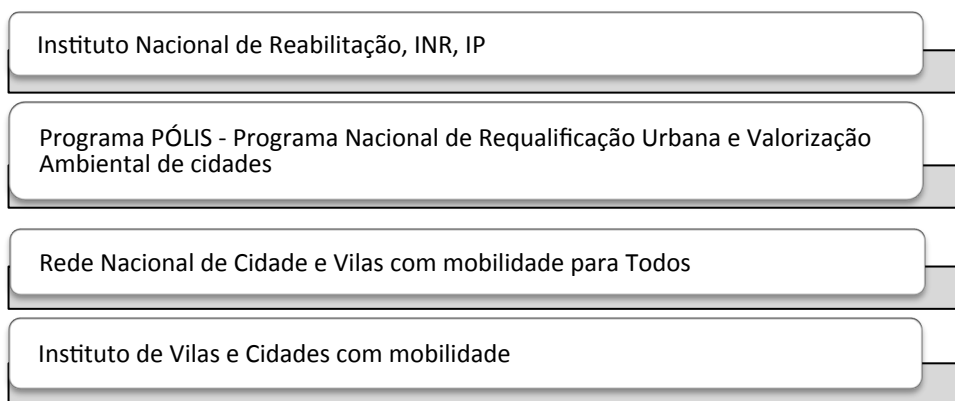 Instituto Nacional de Reabilitação, INR, IP
Programa PÓLIS - Programa Nacional de Requalificação Urbana e Valorização
Ambiental de cidades
Rede Nacional de Cidade e Vilas com mobilidade para Todos
Instituto de Vilas e Cidades com mobilidade